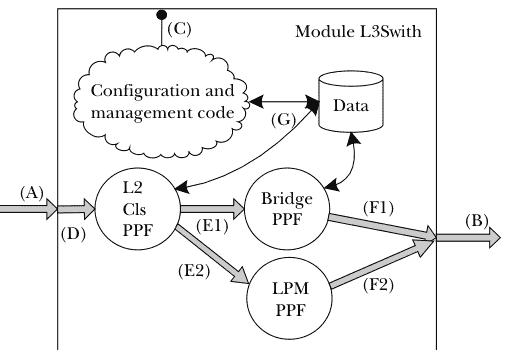 (C)
Module L3Swith
Configuration and
management code
Data
(G)
(A)
L2
Cls
PPF
Bridge
PPF
(D)
(E1)
(F1)
(B)
(E2)
LPM
PPF
(F2)